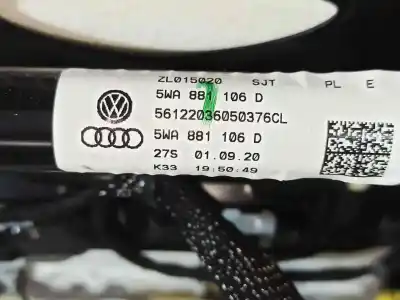 ZL015020 SJT PL E
5WA 881 106 D
56122036050376CL
5WA 881 106 D
27S 01.09.20
K33 19:50:49